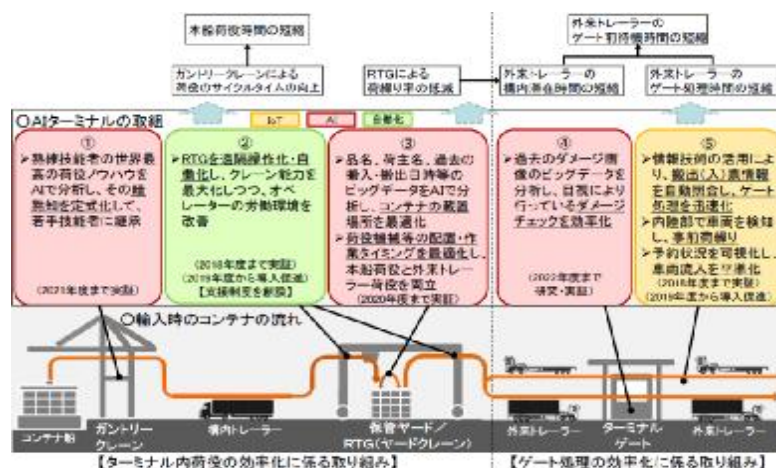 本船荷役時間の短縮
外来トレーラーの
ゲート前待機時間の短縮
ガントリークレーンによる
荷役のサイクルタイムの向上
RTGによる
荷繰り率の低減
外来トレーラーの
構内滞在時間の短縮
外来トレーラーの
ゲート処理時間の短縮
〇AIターミナルの取組
IoT
AI
自動化
①
➢熟練技能者の世界最
高の荷役ノウハウを
AIで分析し、その暗
黙知を定式化して、
若手技能者に継承
(2021年度まで実証)
②
➢RTGを遠隔操作化・自
働化し、クレーン能力を
最大化しつつ、オペ
レーターの労働環境を
改善
(2018年度まで実証)
(2019年度から導入促進)
【支援制度を創設】
③
➢品名、荷主名、過去の
搬入・搬出日時等の
ビッグデータをAIで分
析し、コンテナの蔵置
場所を最適化
➢荷役機械等の配置・作
業タイミングを最適化し、
本船荷役と外来トレー
ラー荷役を両立
(2020年度まで実証)
④
➢過去のダメージ画
像のビッグデータを
分析し、目視により
行っているダメージ
チェックを効率化
(2022年度まで
研究・実証)
⑤
➢情報技術の活用によ
り、搬出(入)票情報
を自動照合し、ゲート
処理を迅速化
➢内陸部で車両を検知
し、事前荷繰り
➢予約状況を可視化し、
車両流入を平準化
(2018年度まで実証)
(2019年度から導入促進)
〇輸入時のコンテナの流れ
コンテナ船
ガントリー
クレーン
構内トレーラー
保管ヤード/
RTG(ヤードクレーン)
外来トレーラー
ターミナル
ゲート
外来トレーラー
【ターミナル内荷役の効率化に係る取り組み】
【ゲート処理の効率化に係る取り組み】